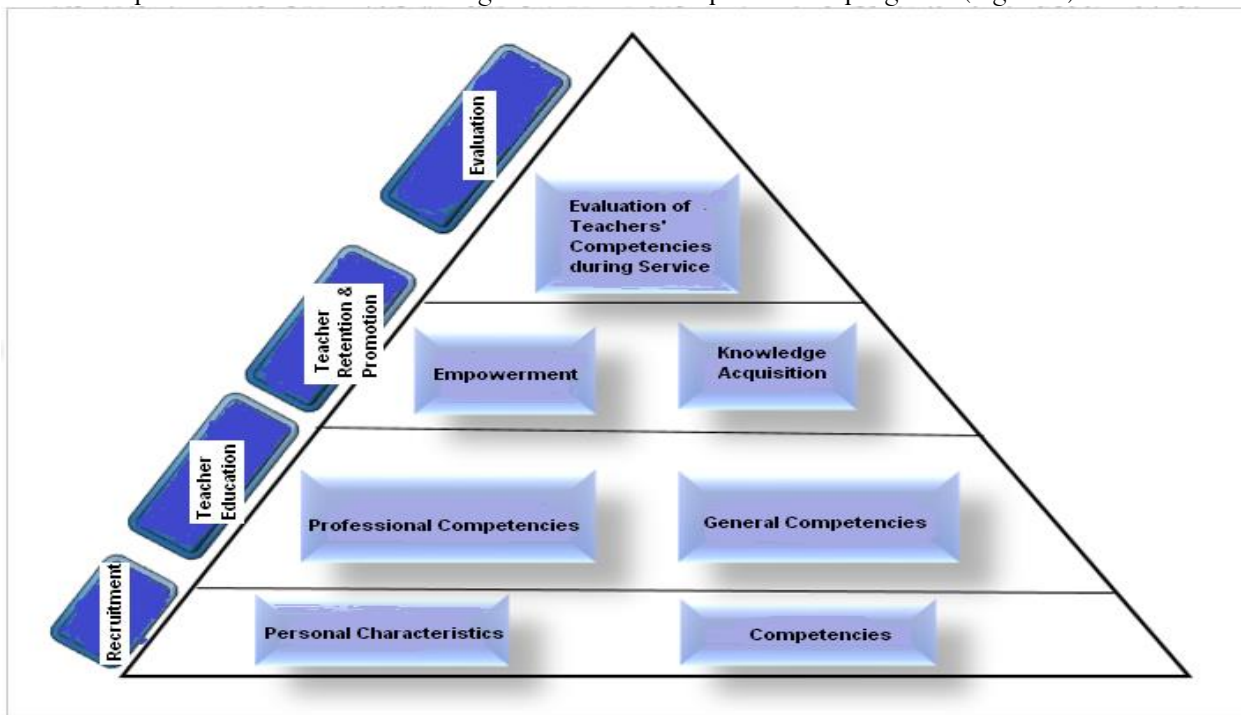 Evaluation
Evaluation of
Teachers'
Competencies
during Service
Teacher
Retention &
Promotion
Empowerment
Knowledge
Acquisition
Teacher
Education
Professional Competencies
General Competencies
Recruitment
Personal Characteristics
Competencies